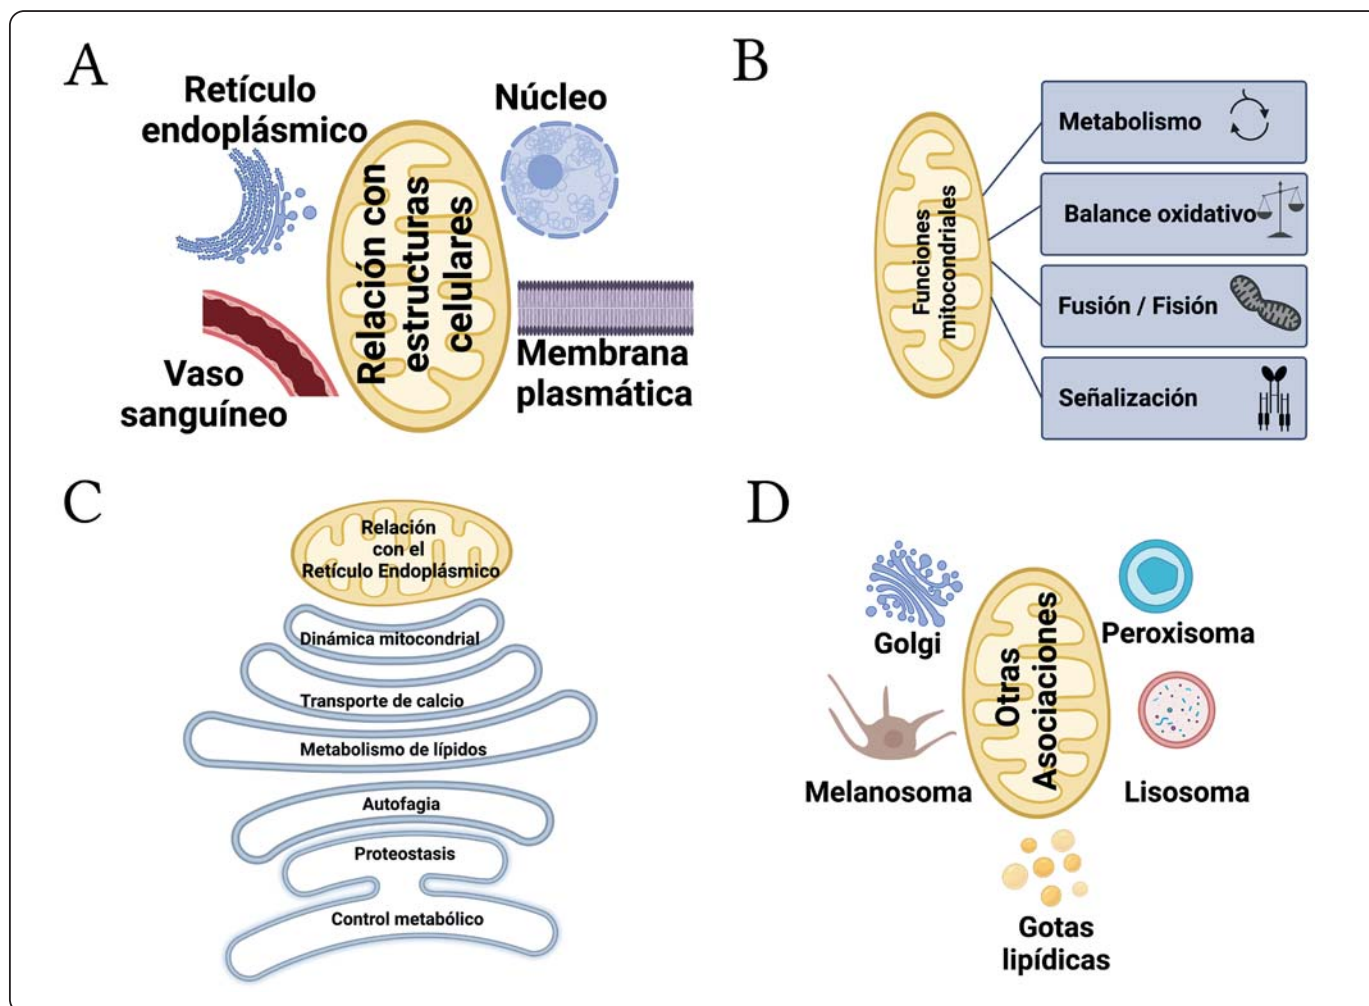 A
Retículo
endoplásmico
Núcleo
Relación con
estructuras
celulares
Vaso
sanguíneo
Membrana
plasmática
B
Funciones
mitocondriales
Metabolismo
Balance oxidativo
Fusión / Fisión
Señalización
C
Relación
con el
Retículo Endoplásmico
Dinámica mitocondrial
Transporte de calcio
Metabolismo de lípidos
Autofagia
Proteostasis
Control metabólico
D
Golgi
Peroxisoma
Otras
Asociaciones
Melanosoma
Lisosoma
Gotas
lipídicas